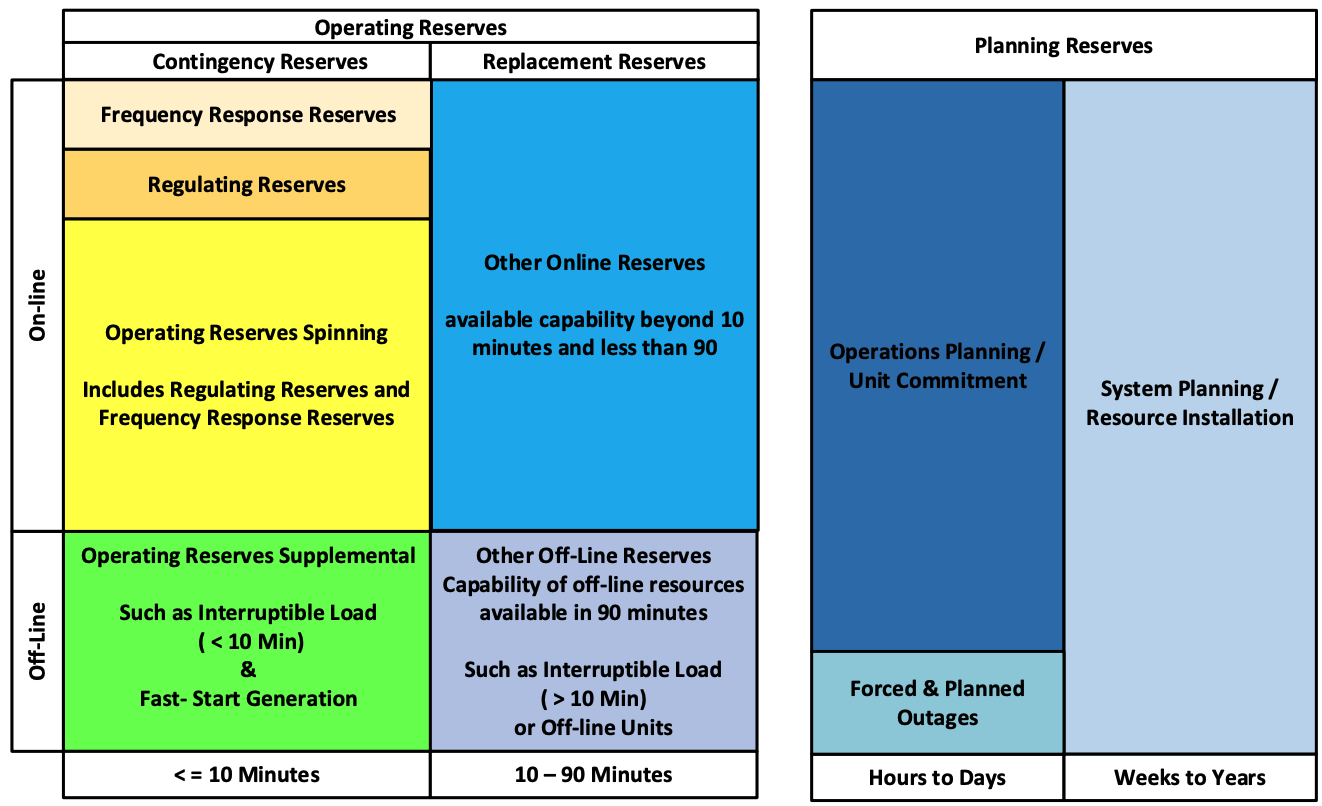 Operating Reserves
Contingency Reserves
Replacement Reserves
On-line
Frequency Response Reserves
Regulating Reserves
Operating Reserves Spinning
Includes Regulating Reserves and
Frequency Response Reserves
Other Online Reserves
available capability beyond 10
minutes and less than 90
Off-Line
Operating Reserves Supplemental
Such as Interruptible Load
( < 10 Min)
&
Fast- Start Generation
Other Off-Line Reserves
Capability of off-line resources
available in 90 minutes
Such as Interruptible Load
( > 10 Min)
or Off-line Units
< = 10 Minutes
10 – 90 Minutes
Planning Reserves
Operations Planning /
Unit Commitment
Forced & Planned
Outages
System Planning /
Resource Installation
Hours to Days
Weeks to Years